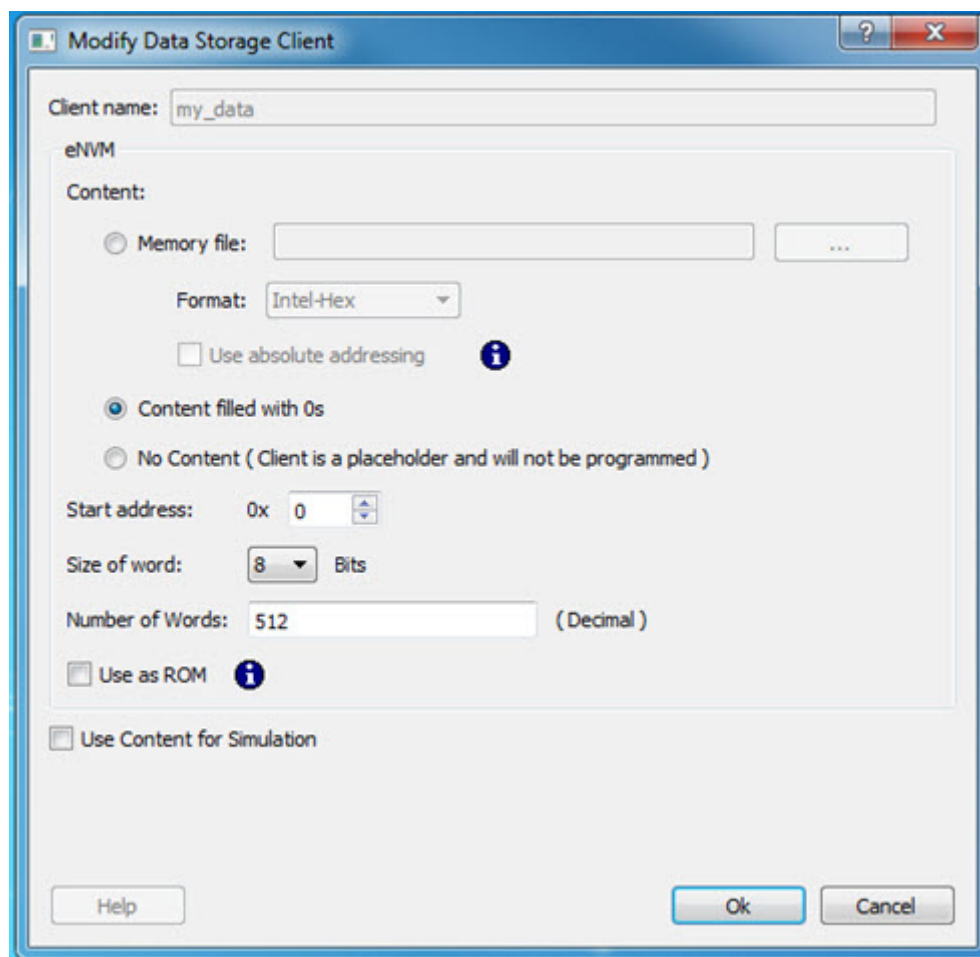 Modify Data Storage Client
Client name: my_data
eNVM
Content:
Memory file: ...
Format: Intel-Hex
Use absolute addressing
Content filled with 0s
No Content ( Client is a placeholder and will not be programmed )
Start address: 0x 0
Size of word: 8 Bits
Number of Words: 512 ( Decimal )
Use as ROM
Use Content for Simulation
Help Ok Cancel